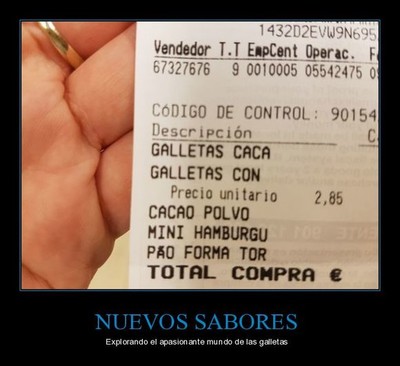 1432D2EVW9N695
Vendedor T.T EmpCent Operac.
67327676 9 0010005 05542475
CóDIGO DE CONTROL: 90154
Descripción
GALLETAS CACA
GALLETAS CON
Precio unitario 2,85
CACAO POLVO
MINI HAMBURGU
PAO FORMA TOR
TOTAL COMPRA €
NUEVOS SABORES
Explorando el apasionante mundo de las galletas